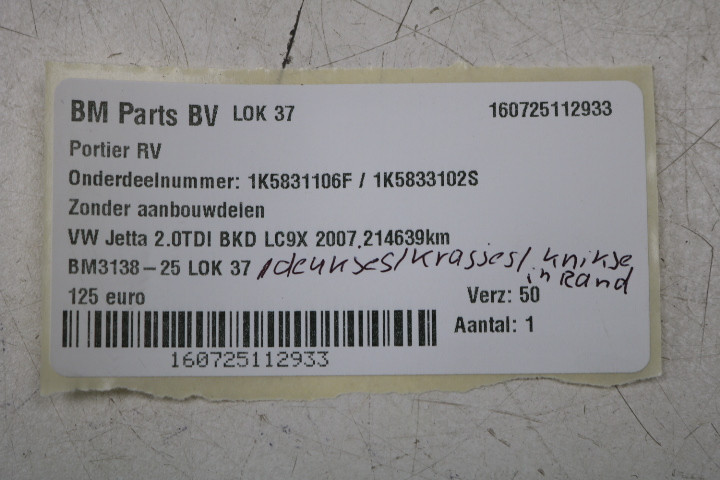 BM Parts BV LOK 37 160725112933
Portier RV
Onderdeelnummer: 1K5831106F / 1K5833102S
Zonder aanbouwdelen
VW Jetta 2.0TDI BKD LC9X 2007,214639km
BM3138-25 LOK 37 /deukjes/krasjes/ knikje
in Rand
125 euro Verz: 50
Aantal: 1
160725112933